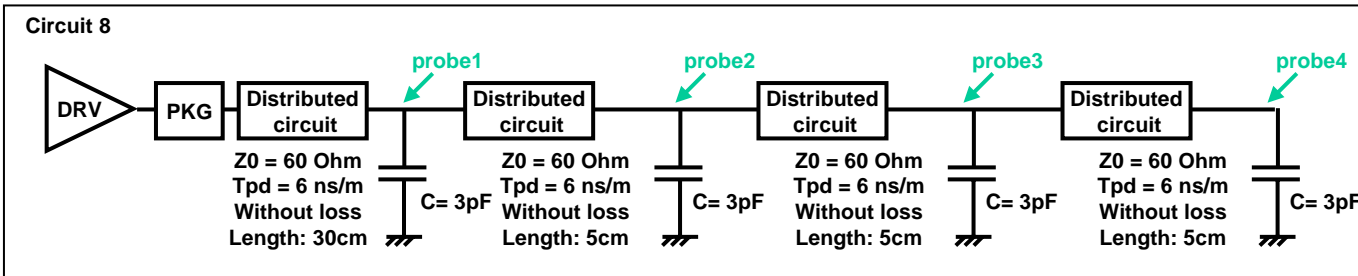 Circuit 8
probe1
probe2
probe3
probe4
DRV
PKG
Distributed
circuit
Distributed
circuit
Distributed
circuit
Distributed
circuit
Z0 = 60 Ohm
Tpd = 6 ns/m
Without loss
Length: 30cm
C= 3pF
Z0 = 60 Ohm
Tpd = 6 ns/m
Without loss
Length: 5cm
C= 3pF
Z0 = 60 Ohm
Tpd = 6 ns/m
Without loss
Length: 5cm
C= 3pF
Z0 = 60 Ohm
Tpd = 6 ns/m
Without loss
Length: 5cm
C= 3pF